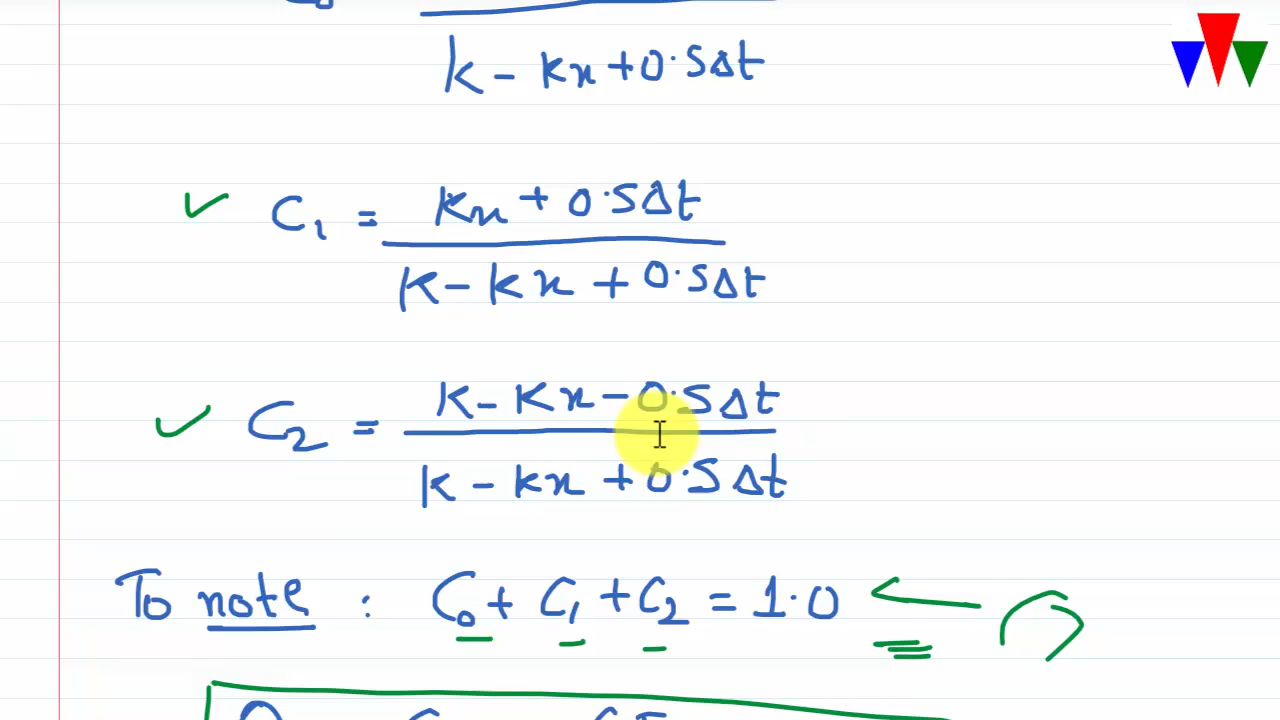 k - kx + 0.5Δt
C₁ = kx + 0.5Δt
k - kx + 0.5Δt
C₂ = k - kx - 0.5Δt
k - kx + 0.5Δt
To note : C₀ + C₁ + C₂ = 1.0